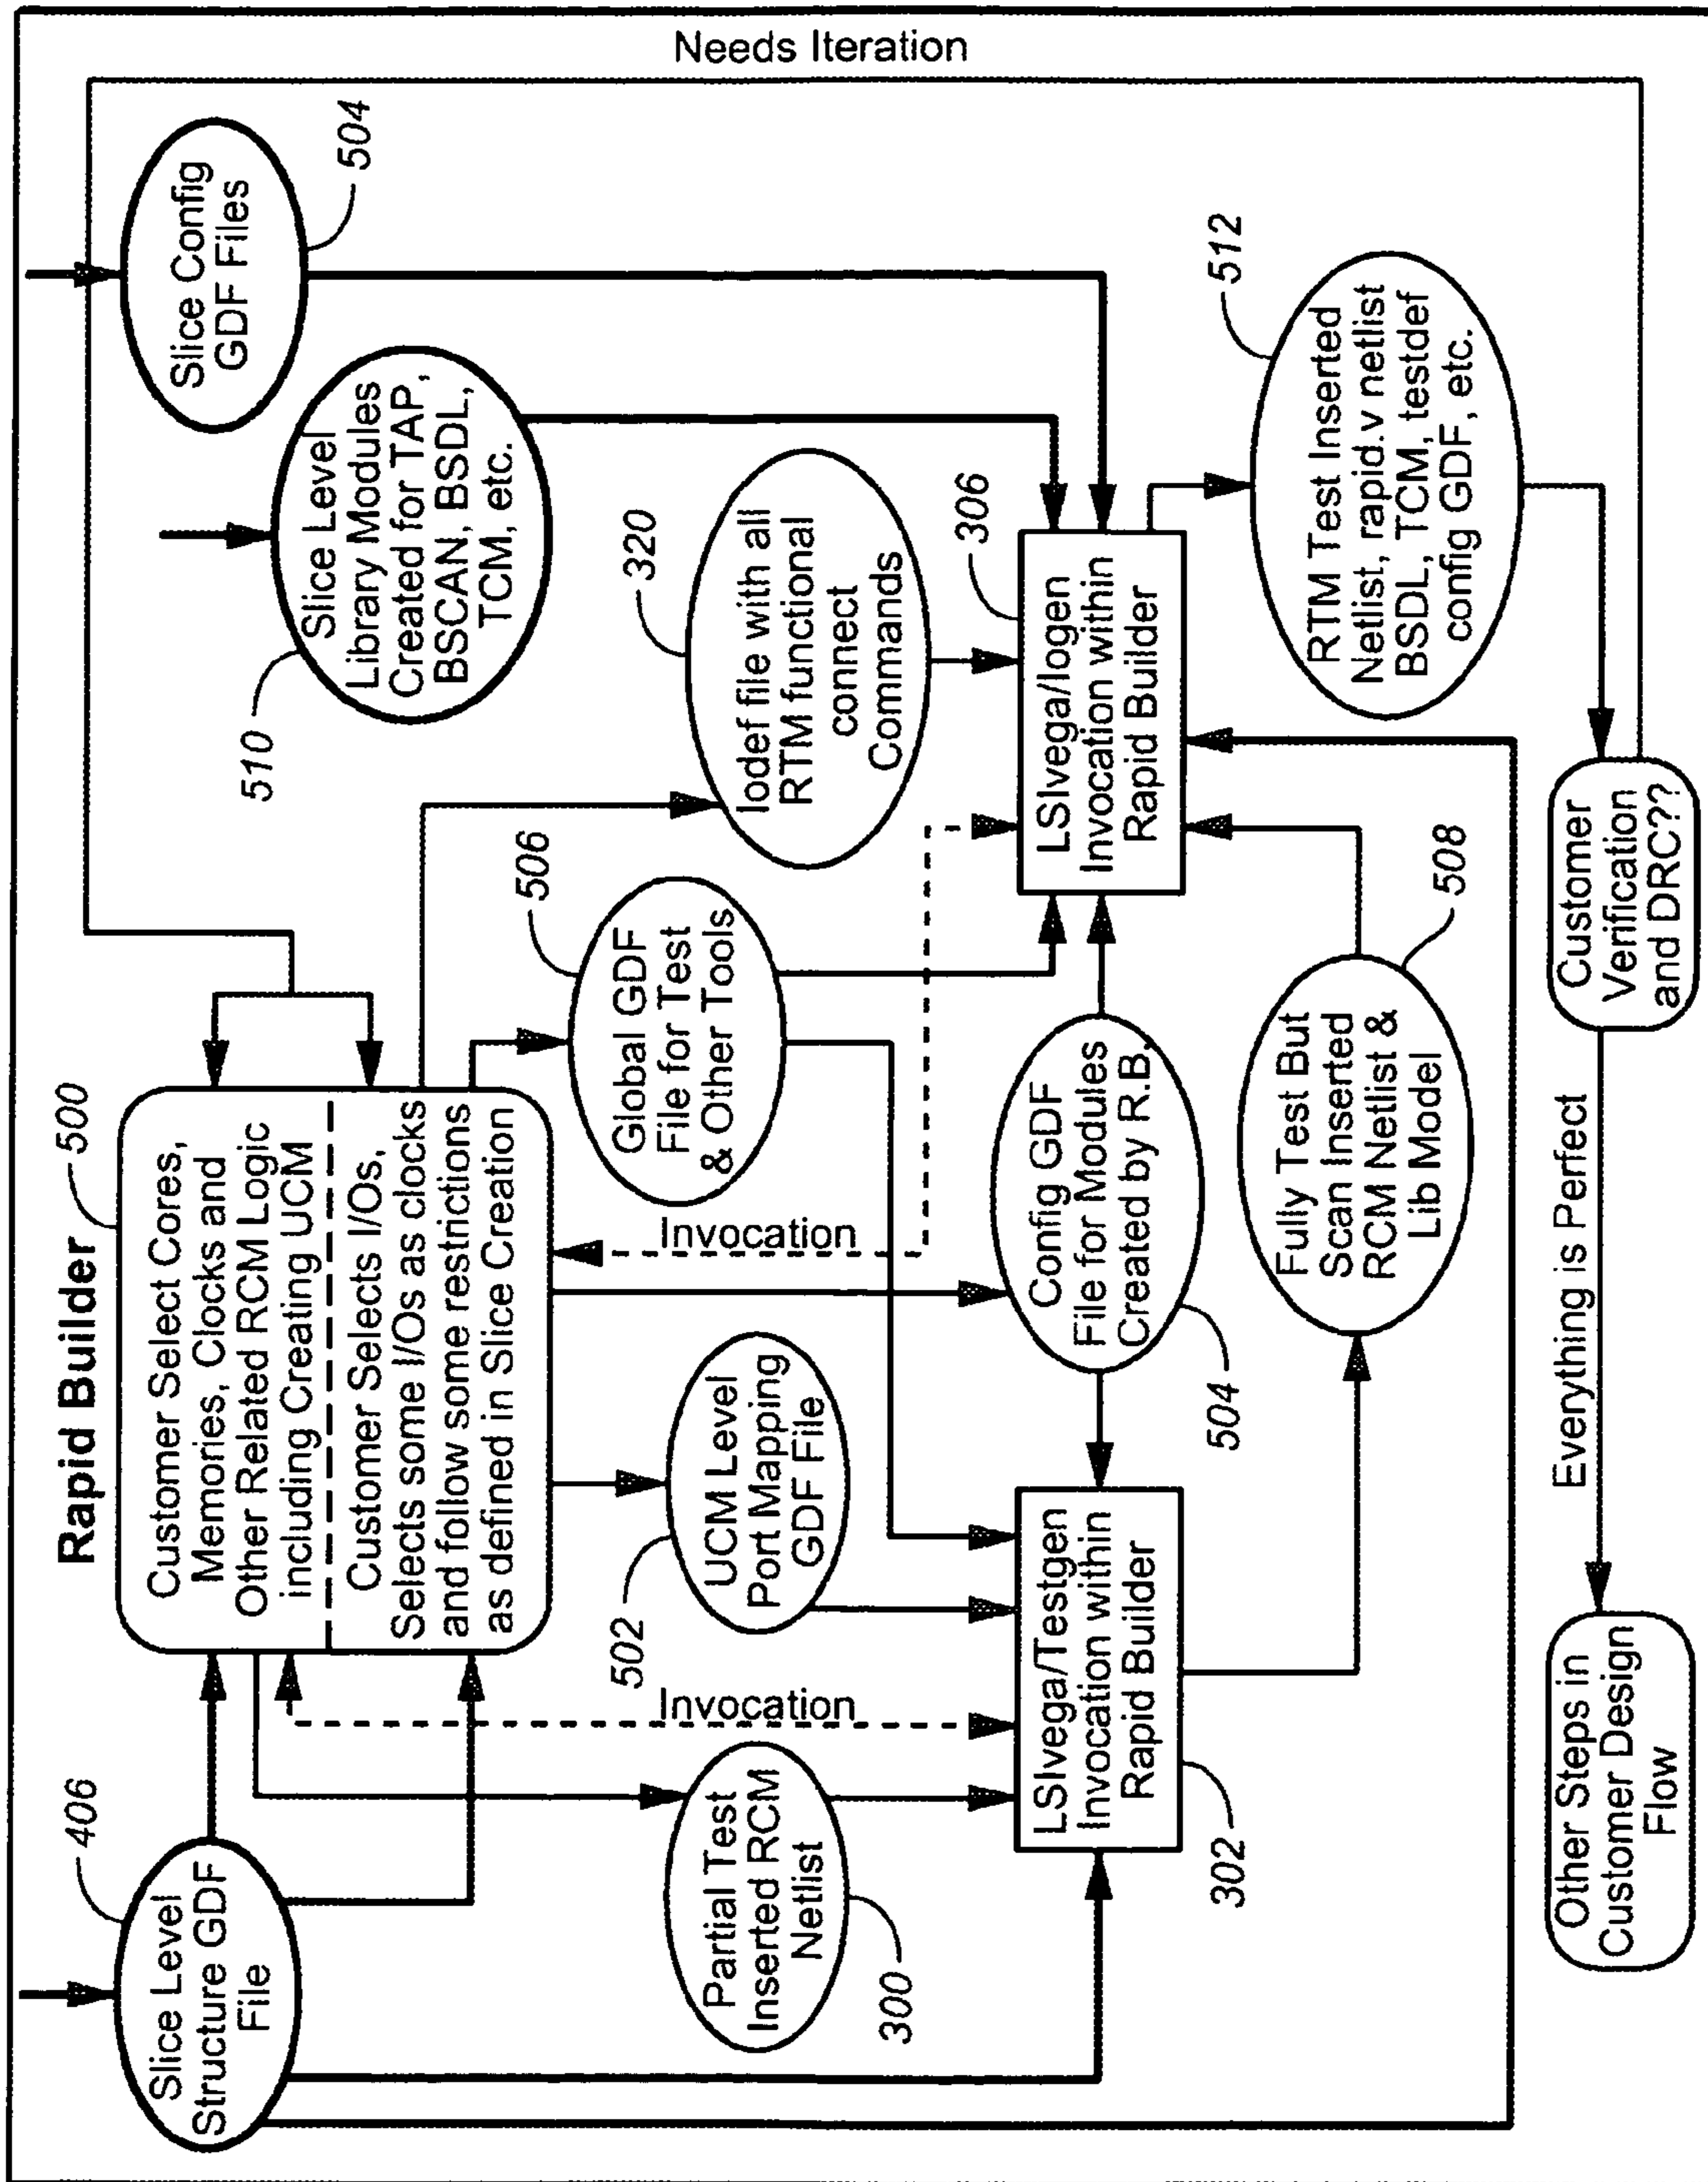 Needs Iteration
Rapid Builder
500
Customer Select Cores,
Memories, Clocks and
Other Related RCM Logic
including Creating UCM
Customer Selects I/Os,
Selects some I/Os as clocks
and follow some restrictions
as defined in Slice Creation
406
Slice Level
Structure GDF
File
Slice Config
GDF Files
504
510
Slice Level
Library Modules
Created for TAP,
BSCAN, BSDL,
TCM, etc.
300
Partial Test
Inserted RCM
Netlist
Invocation
502
UCM Level
Port Mapping
GDF File
Invocation
506
Global GDF
File for Test
& Other Tools
320
Iodef file with all
RTM functional
connect
Commands
302
LSIvega/Testgen
Invocation within
Rapid Builder
504
Config GDF
File for Modules
Created by R.B.
306
LSIvega/Iogen
Invocation within
Rapid Builder
508
Fully Test But
Scan Inserted
RCM Netlist &
Lib Model
512
RTM Test Inserted
Netlist, rapid.v netlist
BSDL, TCM, testdef
config GDF, etc.
Other Steps in
Customer Design
Flow
Everything is Perfect
Customer
Verification
and DRC??